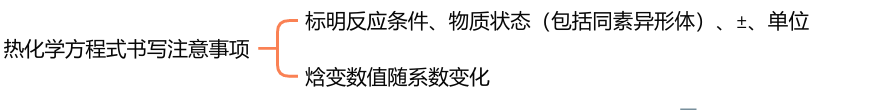 标明反应条件、物质状态（包括同素异形体）、±、单位
热化学方程式书写注意事项
焓变数值随系数变化